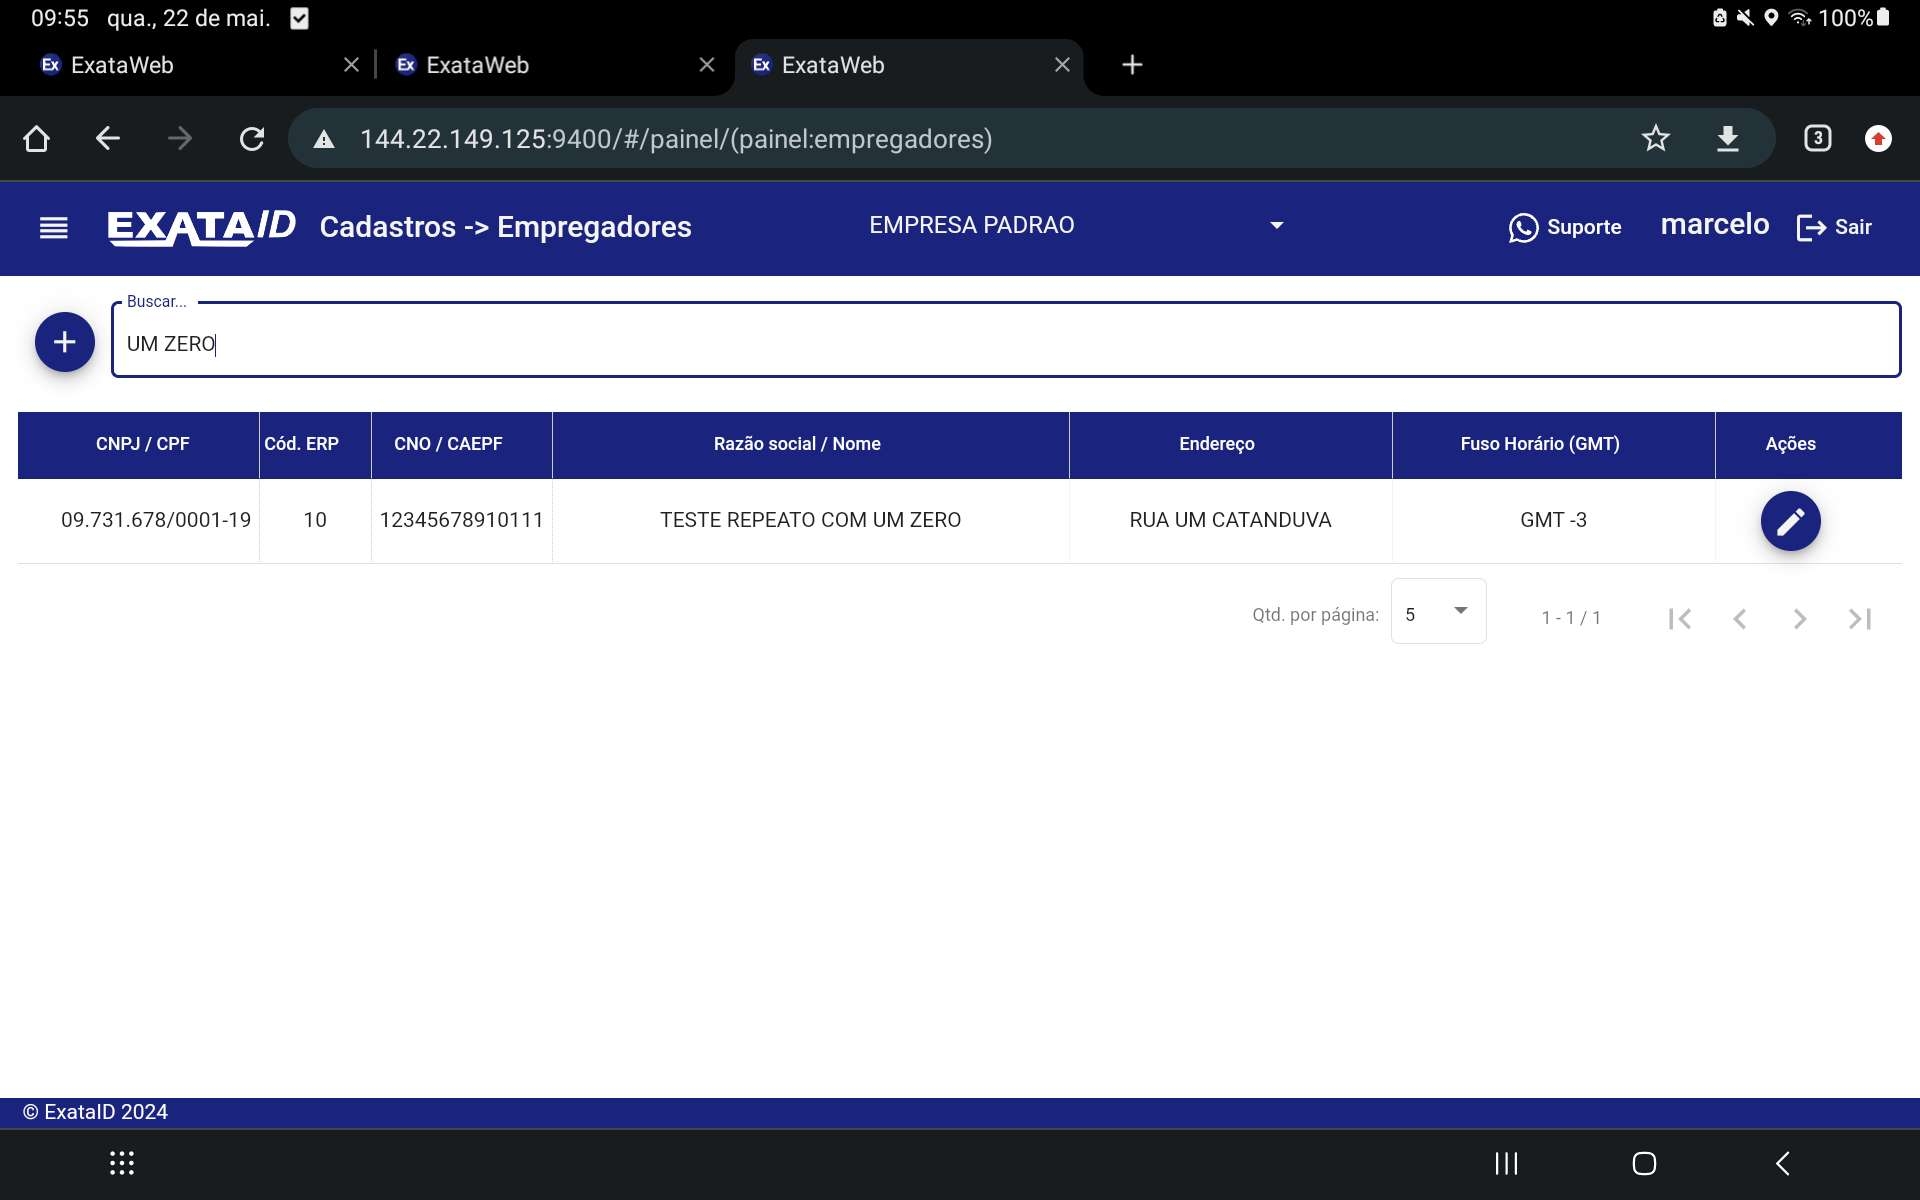 09:55 qua., 22 de mai. 100%
Ex ExataWeb Ex ExataWeb Ex ExataWeb
144.22.149.125:9400/#/painel/(painel:empregadores) 3
EXATAID Cadastros -> Empregadores EMPRESA PADRAO Suporte marcelo Sair
Buscar...
UM ZERO
CNPJ / CPF Cód. ERP CNO / CAEPF Razão social / Nome Endereço Fuso Horário (GMT) Ações
09.731.678/0001-19 10 12345678910111 TESTE REPEATO COM UM ZERO RUA UM CATANDUVA GMT -3
Qtd. por página: 5 1 - 1 / 1
© ExataID 2024